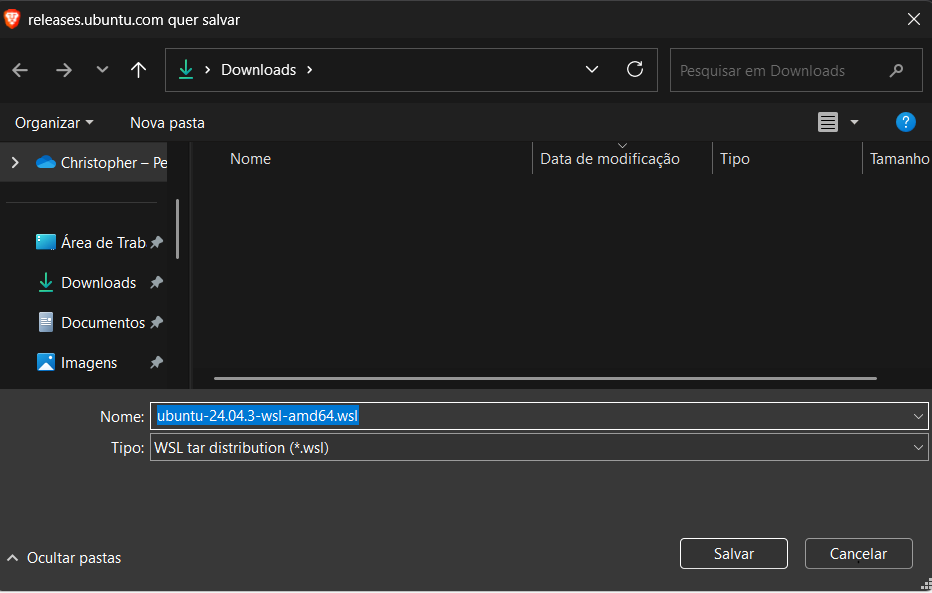 releases.ubuntu.com quer salvar
Downloads
Pesquisar em Downloads
Organizar
Nova pasta
Christopher – Pe
Nome
Data de modificação
Tipo
Tamanho
Área de Trab
Downloads
Documentos
Imagens
Nome: ubuntu-24.04.3-wsl-amd64.wsl
Tipo: WSL tar distribution (*.wsl)
Ocultar pastas
Salvar
Cancelar